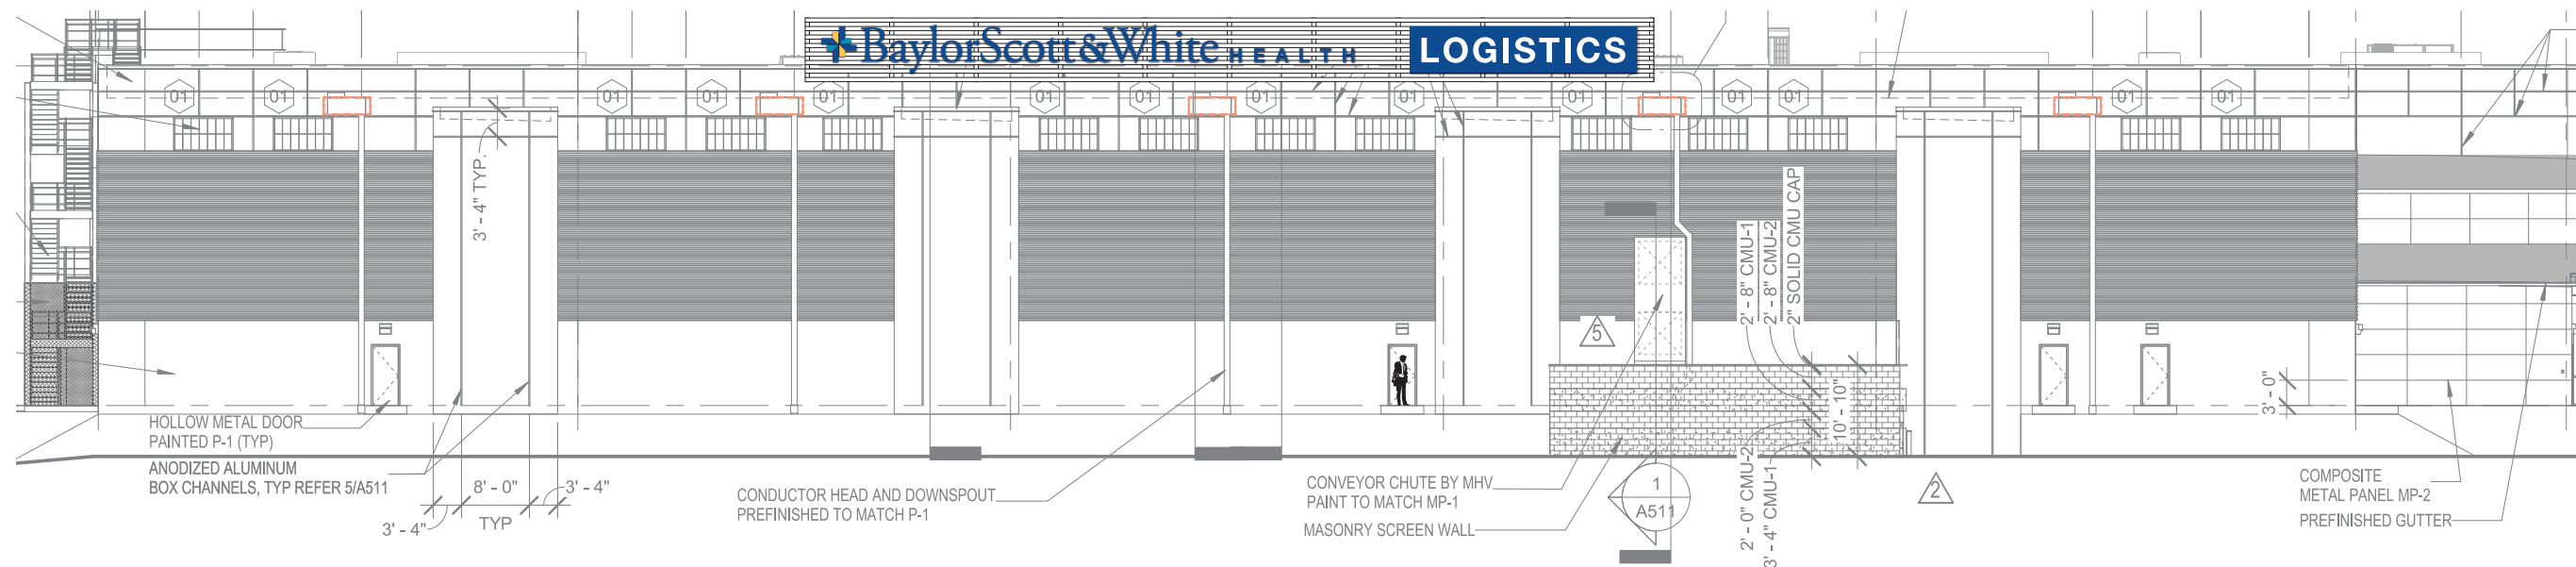 BaylorScott&White HEALTH
LOGISTICS
01
01
01
01
01
01
01
01
01
01
01
01
01
01
3' - 4" TYP.
2' - 8" CMU-1
2' - 8" CMU-2
2" SOLID CMU CAP
5
10' - 10"
3' - 0"
HOLLOW METAL DOOR
PAINTED P-1 (TYP)
ANODIZED ALUMINUM
BOX CHANNELS, TYP REFER 5/A511
3' - 4"
8' - 0"
TYP
3' - 4"
CONDUCTOR HEAD AND DOWNSPOUT
PREFINISHED TO MATCH P-1
CONVEYOR CHUTE BY MHV
PAINT TO MATCH MP-1
MASONRY SCREEN WALL
1
A511
2' - 0" CMU-2
3' - 4" CMU-1
2
COMPOSITE
METAL PANEL MP-2
PREFINISHED GUTTER